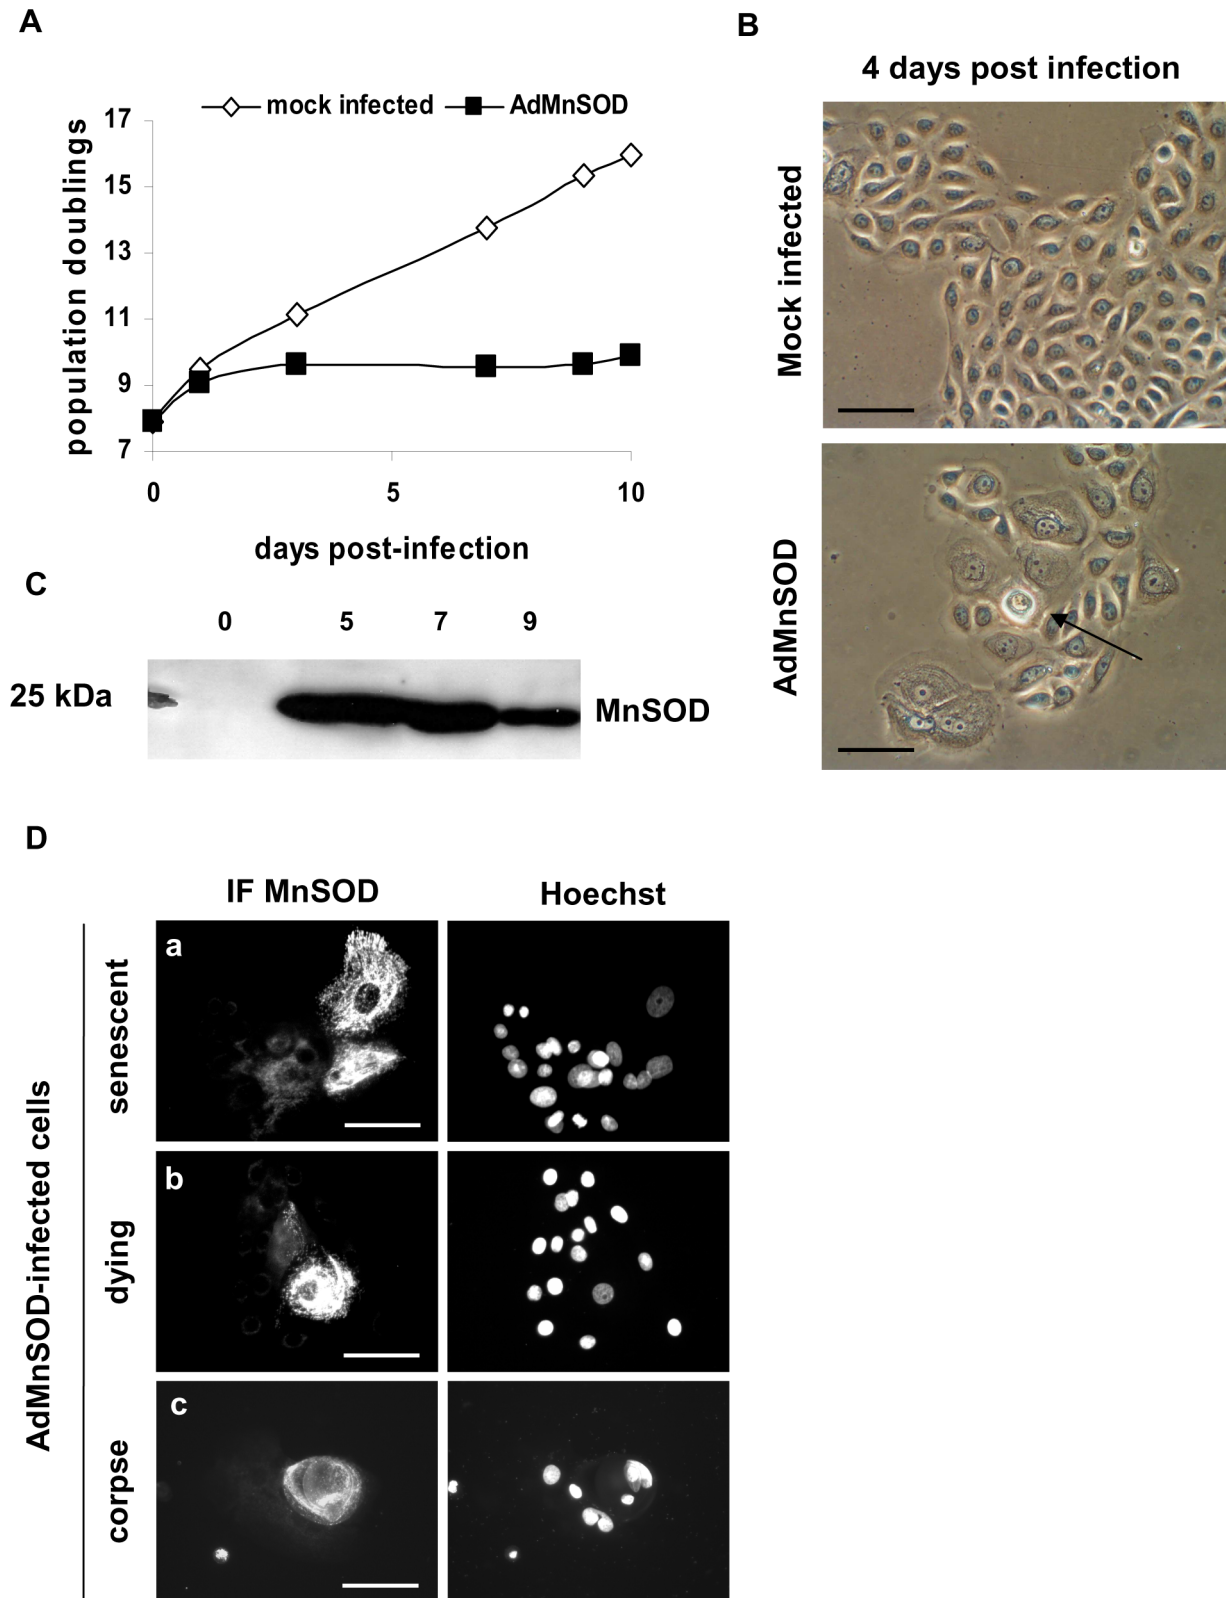 A
mock infected AdMnSOD
population doublings
17
15
13
11
9
7
0 5 10
days post-infection
B
4 days post infection
Mock infected
AdMnSOD
C
0 5 7 9
25 kDa
MnSOD
D
IF MnSOD Hoechst
AdMnSOD-infected cells
senescent
a
dying
b
corpse
c